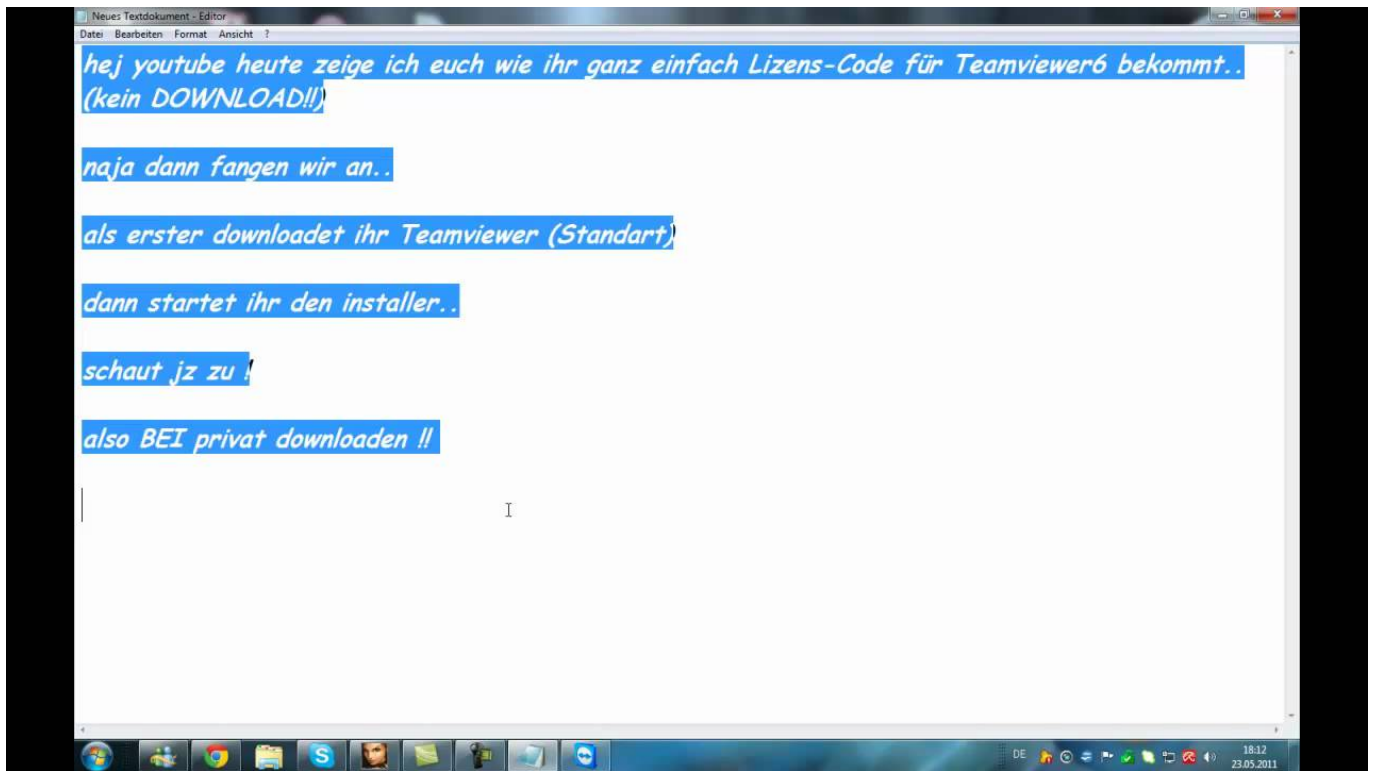 Neues Textdokument - Editor
Datei Bearbeiten Format Ansicht ?
hej youtube heute zeige ich euch wie ihr ganz einfach Lizens-Code für Teamviewer6 bekommt..
(kein DOWNLOAD!!)
naja dann fangen wir an..
als erster downloadet ihr Teamviewer (Standart)
dann startet ihr den installer..
schaut jz zu !
also BEI privat downloaden !!
DE
18:12
23.05.2011